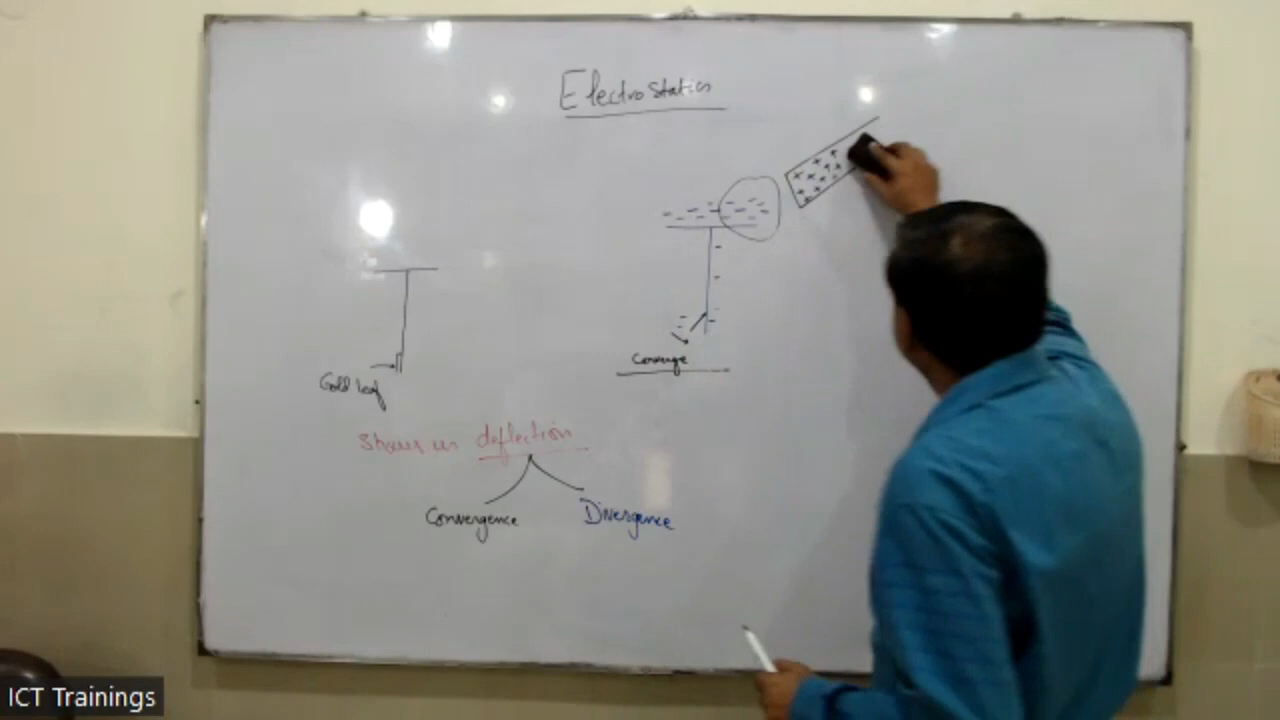 Electrostatics
Converge
Gold leaf
Shows us deflection
Convergence Divergence
ICT Trainings